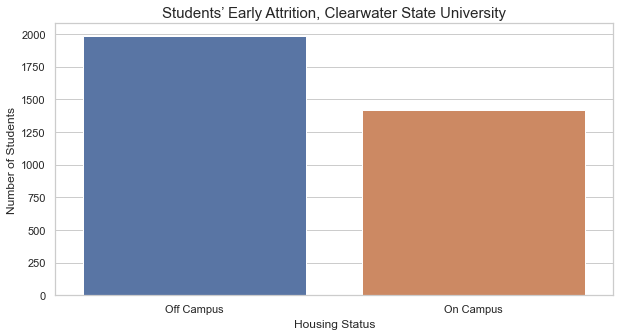 Students’ Early Attrition, Clearwater State University
Number of Students
2000
1750
1500
1250
1000
750
500
250
0
Off Campus
On Campus
Housing Status